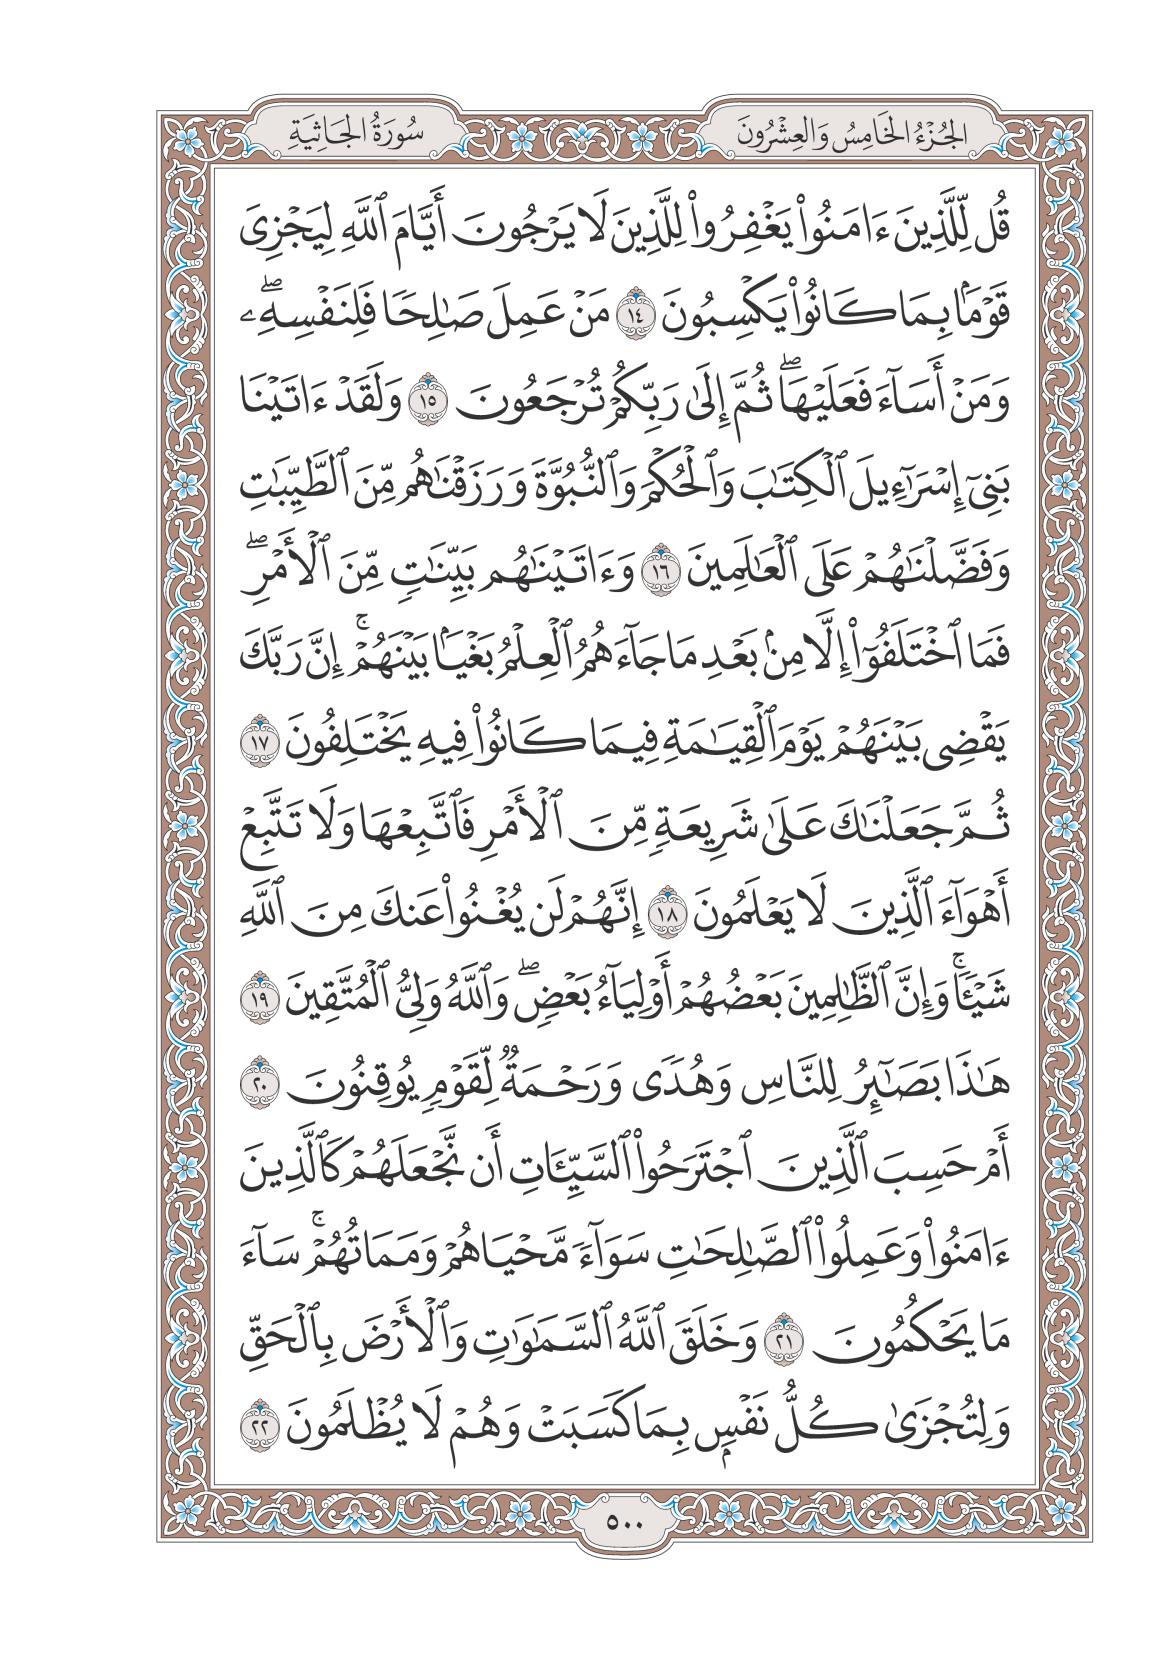 الجُزْءُ الخَامِسُ وَالعِشْرُونَ
سُورَةُ الجَاثِيَةِ
قُل لِّلَّذِينَ ءَامَنُوا۟ يَغْفِرُوا۟ لِلَّذِينَ لَا يَرْجُونَ أَيَّامَ ٱللَّهِ لِيَجْزِىَ
قَوْمَۢا بِمَا كَانُوا۟ يَكْسِبُونَ ١٤ مَنْ عَمِلَ صَـٰلِحًا فَلِنَفْسِهِۦۖ
وَمَنْ أَسَآءَ فَعَلَيْهَاۖ ثُمَّ إِلَىٰ رَبِّكُمْ تُرْجَعُونَ ١٥ وَلَقَدْ ءَاتَيْنَا
بَنِىٓ إِسْرَٰٓءِيلَ ٱلْكِتَـٰبَ وَٱلْحُكْمَ وَٱلنُّبُوَّةَ وَرَزَقْنَـٰهُم مِّنَ ٱلطَّيِّبَـٰتِ
وَفَضَّلْنَـٰهُمْ عَلَى ٱلْعَـٰلَمِينَ ١٦ وَءَاتَيْنَـٰهُم بَيِّنَـٰتٍ مِّنَ ٱلْأَمْرِۖ
فَمَا ٱخْتَلَفُوٓا۟ إِلَّا مِنۢ بَعْدِ مَا جَآءَهُمُ ٱلْعِلْمُ بَغْيَۢا بَيْنَهُمْۚ إِنَّ رَبَّكَ
يَقْضِى بَيْنَهُمْ يَوْمَ ٱلْقِيَـٰمَةِ فِيمَا كَانُوا۟ فِيهِ يَخْتَلِفُونَ ١٧
ثُمَّ جَعَلْنَـٰكَ عَلَىٰ شَرِيعَةٍ مِّنَ ٱلْأَمْرِ فَٱتَّبِعْهَا وَلَا تَتَّبِعْ
أَهْوَآءَ ٱلَّذِينَ لَا يَعْلَمُونَ ١٨ إِنَّهُمْ لَن يُغْنُوا۟ عَنكَ مِنَ ٱللَّهِ
شَيْـًٔاۚ وَإِنَّ ٱلظَّـٰلِمِينَ بَعْضُهُمْ أَوْلِيَآءُ بَعْضٍۖ وَٱللَّهُ وَلِىُّ ٱلْمُتَّقِينَ ١٩
هَـٰذَا بَصَـٰٓئِرُ لِلنَّاسِ وَهُدًى وَرَحْمَةٌ لِّقَوْمٍ يُوقِنُونَ ٢٠
أَمْ حَسِبَ ٱلَّذِينَ ٱجْتَرَحُوا۟ ٱلسَّيِّـَٔاتِ أَن نَّجْعَلَهُمْ كَٱلَّذِينَ
ءَامَنُوا۟ وَعَمِلُوا۟ ٱلصَّـٰلِحَـٰتِ سَوَآءً مَّحْيَاهُمْ وَمَمَاتُهُمْۚ سَآءَ
مَا يَحْكُمُونَ ٢١ وَخَلَقَ ٱللَّهُ ٱلسَّمَـٰوَٰتِ وَٱلْأَرْضَ بِٱلْحَقِّ
وَلِتُجْزَىٰ كُلُّ نَفْسٍۭ بِمَا كَسَبَتْ وَهُمْ لَا يُظْلَمُونَ ٢٢
٥٠٠